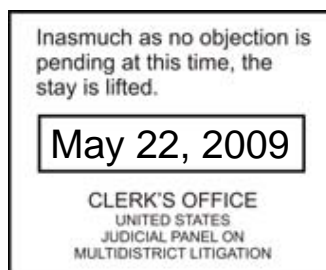 Inasmuch as no objection is
pending at this time, the
stay is lifted.
May 22, 2009
CLERK'S OFFICE
UNITED STATES
JUDICIAL PANEL ON
MULTIDISTRICT LITIGATION